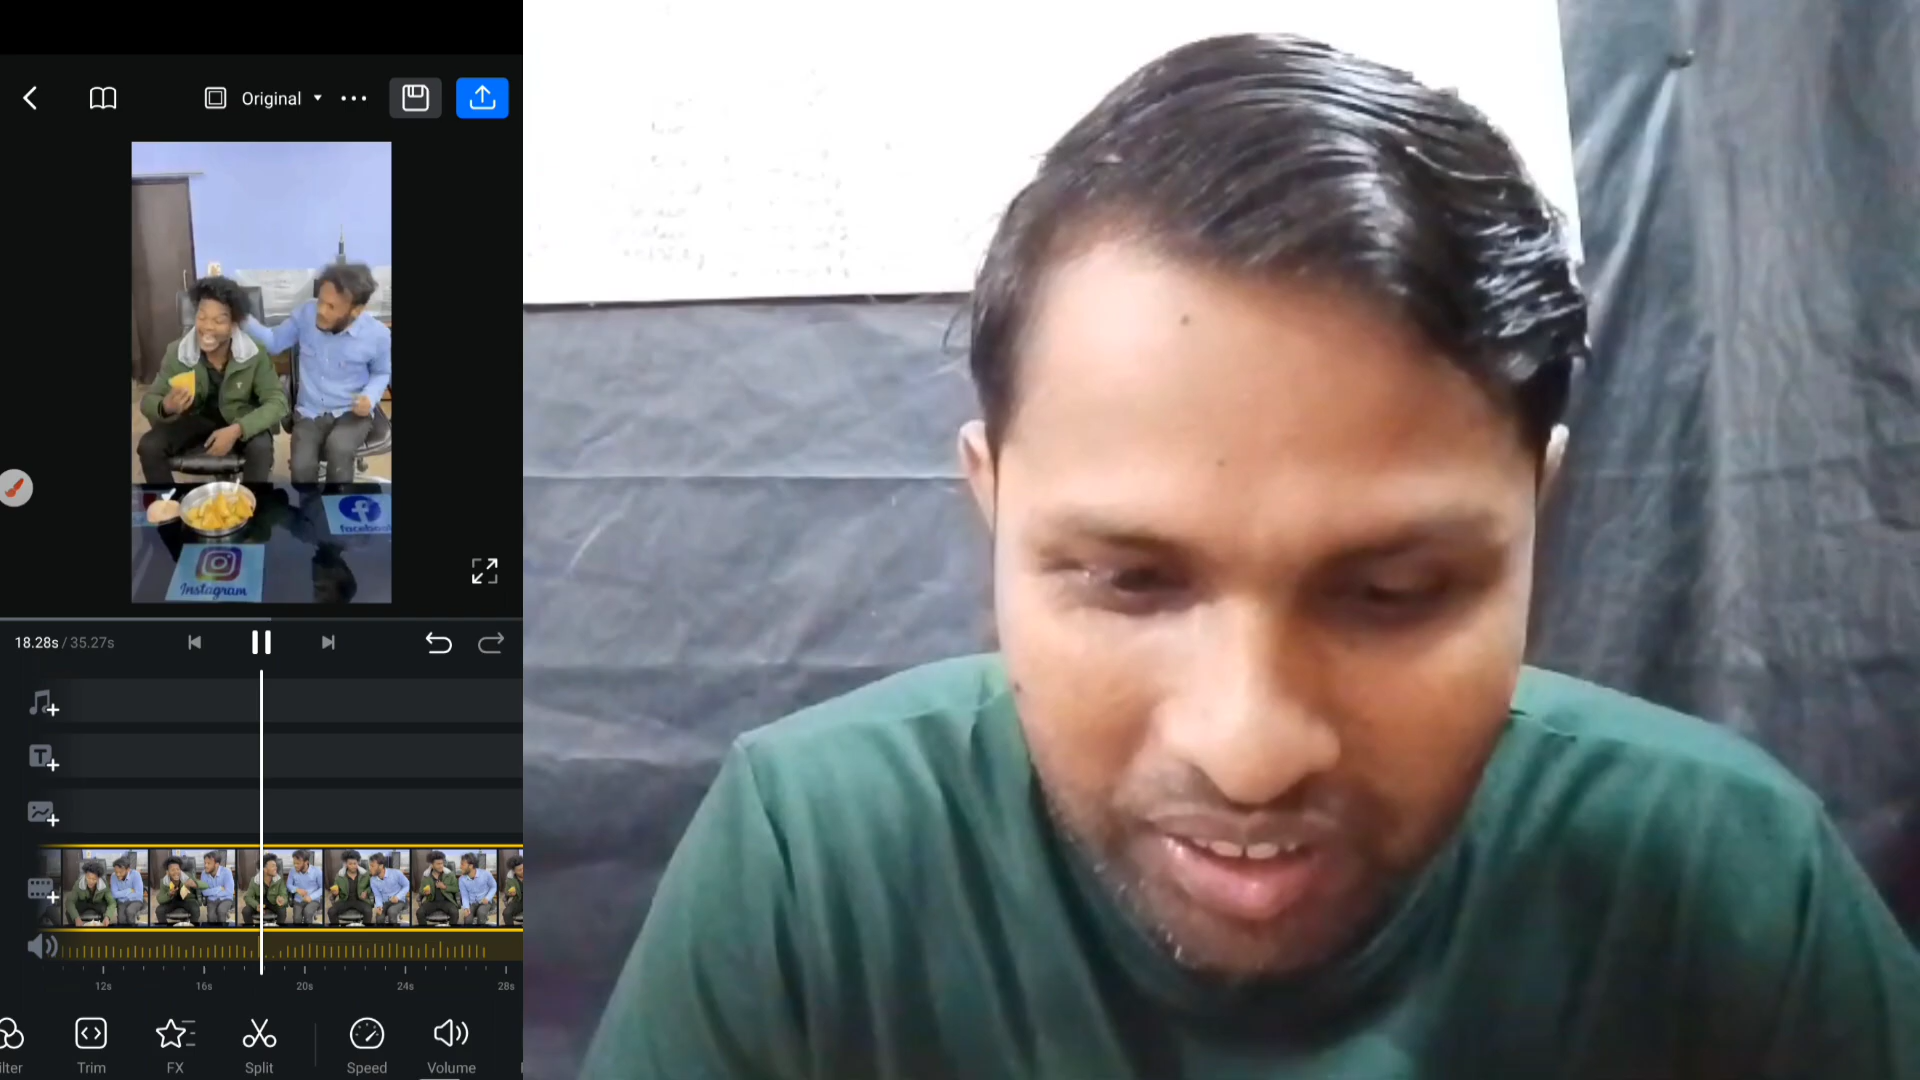 Original
facebook
Instagram
18.28s / 35.27s
12s 16s 20s 24s 28s
ilter Trim FX Split Speed Volume